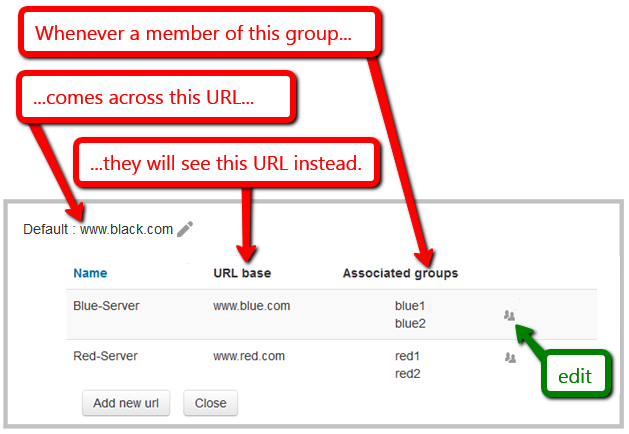 Whenever a member of this group...
...comes across this URL...
...they will see this URL instead.
Default : www.black.com
Name URL base Associated groups
Blue-Server www.blue.com blue1
blue2
Red-Server www.red.com red1
red2
edit
Add new url Close